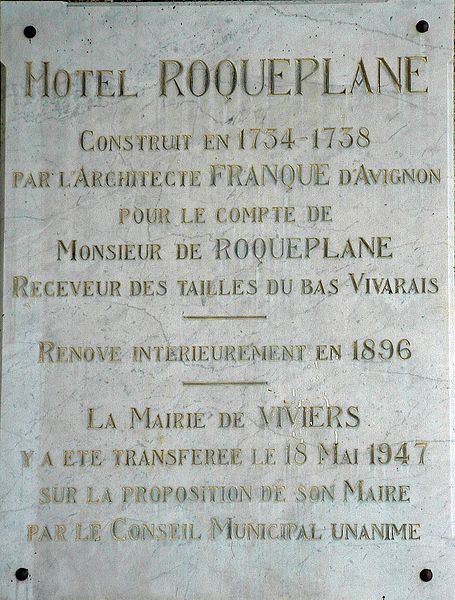 HOTEL ROQUEPLANE
CONSTRUIT EN 1734-1738
PAR L'ARCHITECTE FRANQUE D'AVIGNON
POUR LE COMPTE DE
MONSIEUR DE ROQUEPLANE
RECEVEUR DES TAILLES DU BAS VIVARAIS
RENOVE INTERIEUREMENT EN 1896
LA MAIRIE DE VIVIERS
Y A ETE TRANSFEREE LE 18 MAI 1947
SUR LA PROPOSITION DE SON MAIRE
PAR LE CONSEIL MUNICIPAL UNANIME